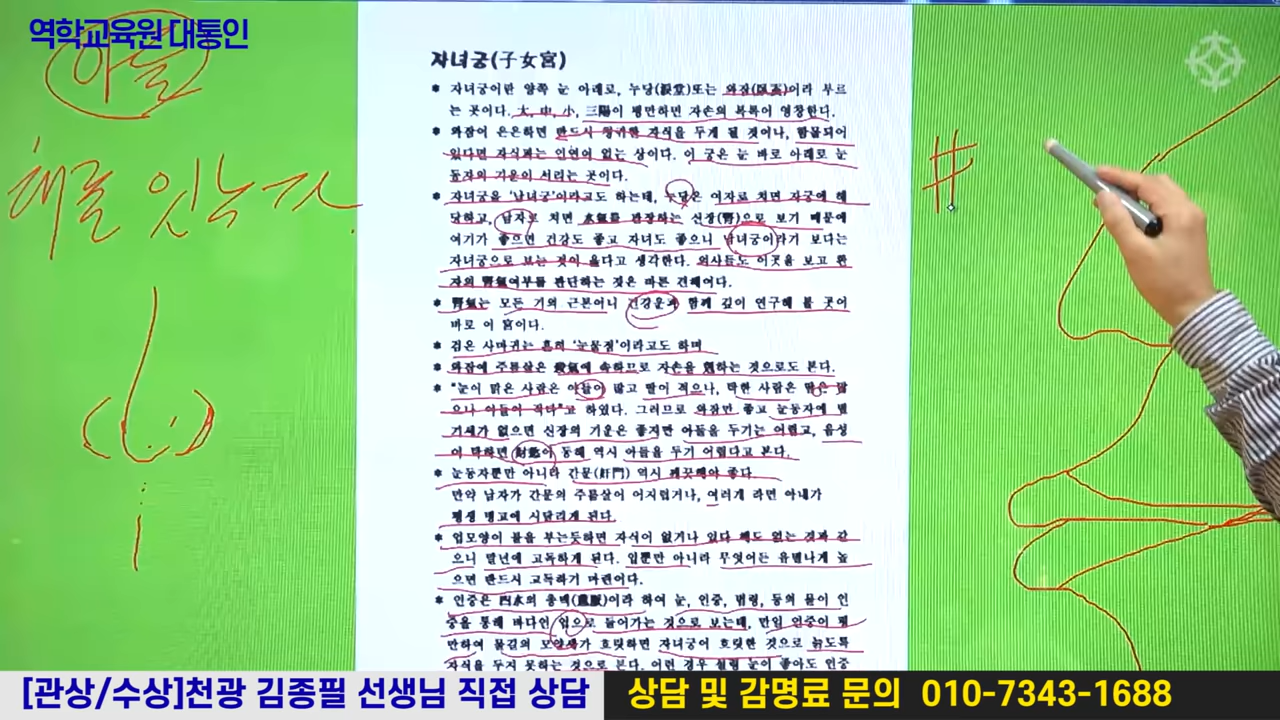 역학교육원 대통인
아들
해로 있는 자
자녀궁(子女宮)
* 자녀궁이란 양쪽 눈 아래로, 누당(淚堂)또는 와잠(臥蠶)이라 부르
는 곳이다. 太, 中, 小, 三陽이 팽만하면 자손의 복록이 영창한다.
* 와잠이 은은하면 반드시 귀한 자식을 두게 될 것이나, 함몰되어
있다면 자식과는 인연이 없는 상이다. 이 궁은 눈 바로 아래로 눈
동자의 기운이 서리는 곳이다.
* 자녀궁을 '남녀궁'이라고도 하는데, 누당은 여자로 치면 자궁에 해
당하고, 남자로 치면 水氣를 관장하는 신장(腎)으로 보기 때문에
여기가 좋으면 건강도 좋고 자녀도 좋으니 남녀궁이라기 보다는
자녀궁으로 보는 것이 옳다고 생각한다. 의사들도 이곳을 보고 환
자의 腎氣여부를 판단하는 것은 바른 견해이다.
* 腎氣는 모든 기의 근본이니 건강운과 함께 깊이 연구해 볼 곳이
바로 이 宮이다.
* 검은 사마귀는 흔히 '눈물점'이라고도 하며
* 와잠에 주름살은 殺氣에 속하므로 자손을 剋하는 것으로도 본다.
* "눈이 맑은 사람은 아들이 많고 딸이 적으나, 탁한 사람은 딸은 많
으나 아들이 적다"고 하였다. 그러므로 와잠만 좋고 눈동자에 별
기세가 없으면 신장의 기운은 좋지만 아들을 두기는 어렵고, 음성
이 탁하면 동해 역시 아들을 두기 어렵다고 본다.
* 눈동자뿐만 아니라 간문(奸門) 역시 깨끗해야 좋다.
만약 남자가 간문의 주름살이 어지럽거나, 여러개 라면 아내가
평생 병고에 시달리게 된다.
* 입모양이 불을 부는듯하면 자식이 없거나 있다 해도 없는 것과 같
으니 말년에 고독하게 된다. 입뿐만 아니라 무엇이든 유별나게 높
으면 반드시 고독하기 마련이다.
* 인중은 四水의 총맥(總脈)이라 하여 눈, 인중, 법령, 등의 물이 인
중을 통해 바다인 입으로 들어가는 것으로 보는데, 만일 인중이 평
만하여 물길의 모양새가 흐릿하면 자녀궁이 흐릿한 것으로 늙도록
자식을 두지 못하는 것으로 본다. 이런 경우 설령 눈이 좋아도 인중
[관상/수상]천광 김종필 선생님 직접 상담
상담 및 감명료 문의 010-7343-1688